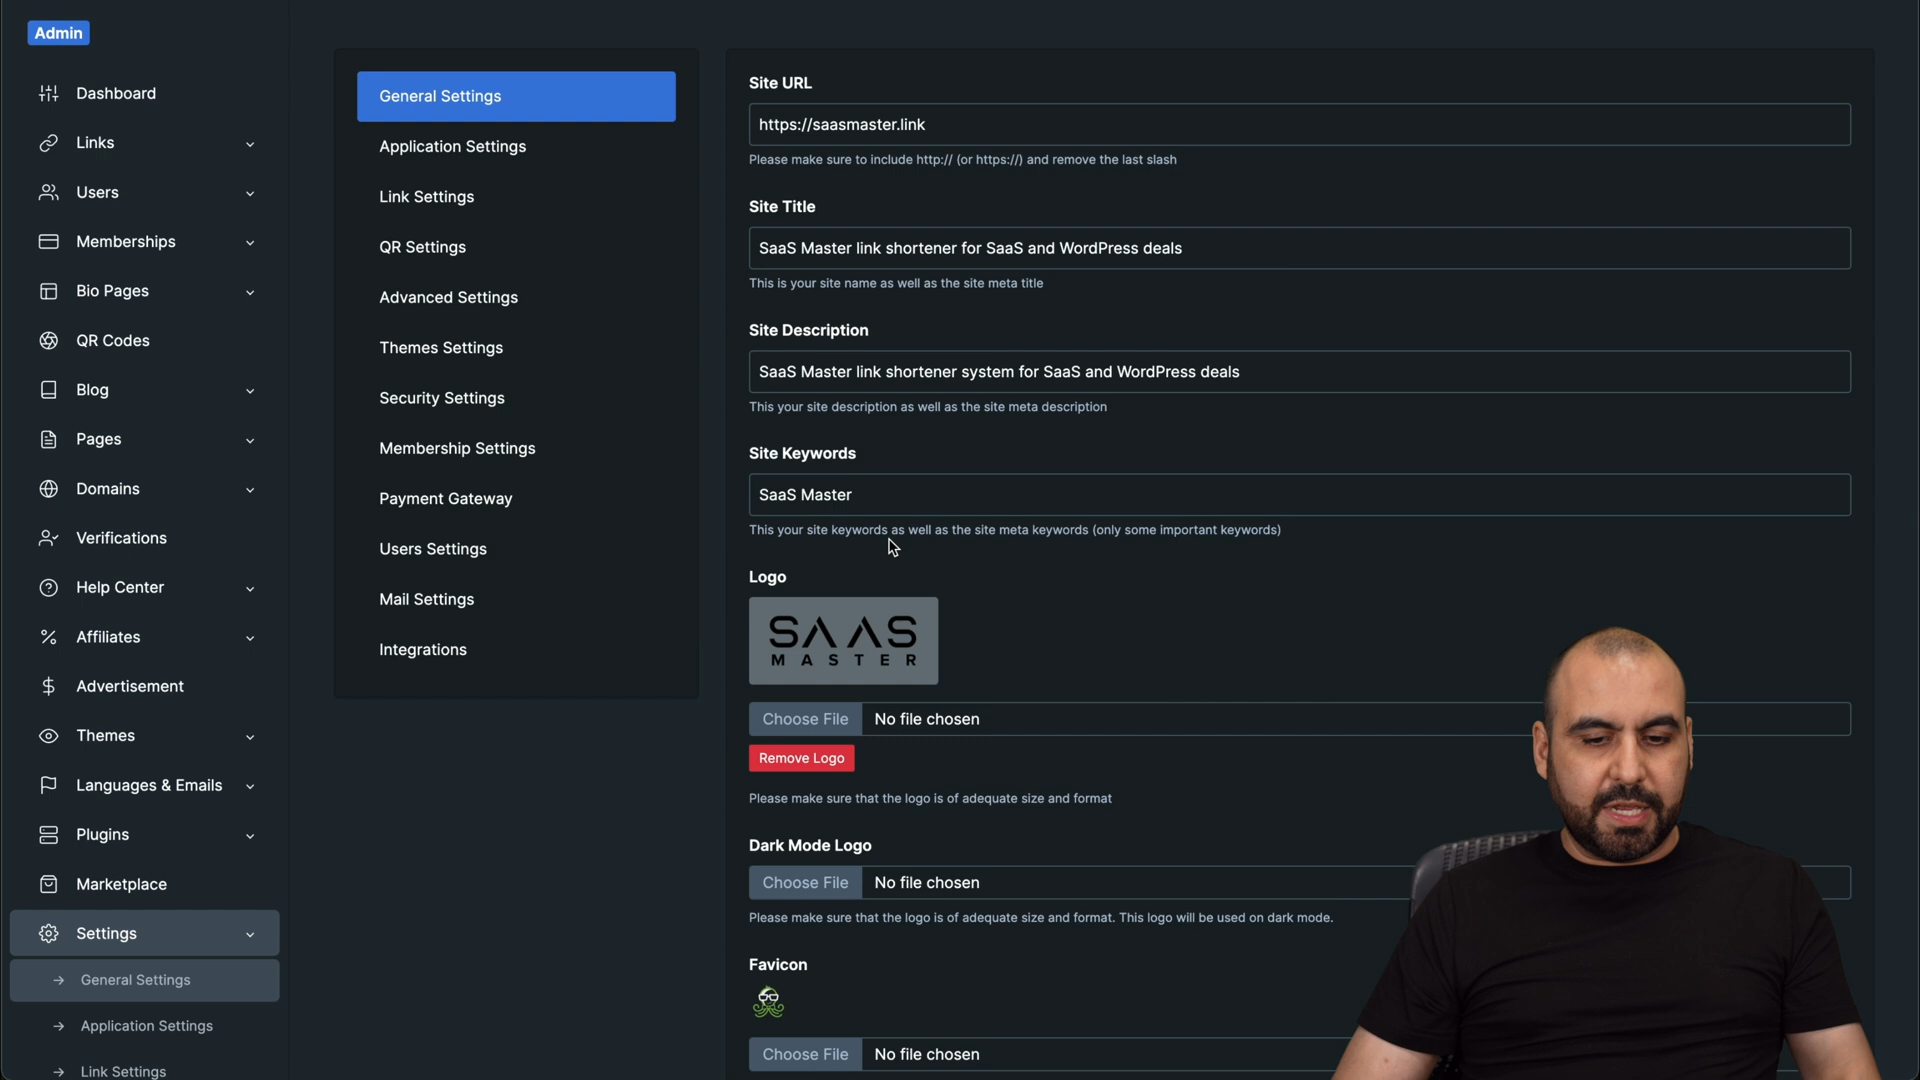 Admin
Dashboard
Links
Users
Memberships
Bio Pages
QR Codes
Blog
Pages
Domains
Verifications
Help Center
Affiliates
Advertisement
Themes
Languages & Emails
Plugins
Marketplace
Settings
General Settings
Application Settings
Link Settings
General Settings
Application Settings
Link Settings
QR Settings
Advanced Settings
Themes Settings
Security Settings
Membership Settings
Payment Gateway
Users Settings
Mail Settings
Integrations
Site URL
https://saasmaster.link
Please make sure to include http:// (or https://) and remove the last slash
Site Title
SaaS Master link shortener for SaaS and WordPress deals
This is your site name as well as the site meta title
Site Description
SaaS Master link shortener system for SaaS and WordPress deals
This your site description as well as the site meta description
Site Keywords
SaaS Master
This your site keywords as well as the site meta keywords (only some important keywords)
Logo
SAAS
MASTER
Choose File No file chosen
Remove Logo
Please make sure that the logo is of adequate size and format
Dark Mode Logo
Choose File No file chosen
Please make sure that the logo is of adequate size and format. This logo will be used on dark mode.
Favicon
Choose File No file chosen